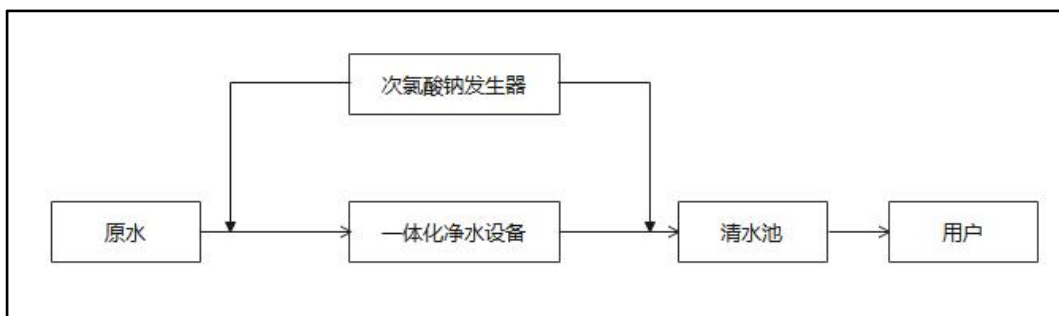 次氯酸钠发生器
原水
一体化净水设备
清水池
用户